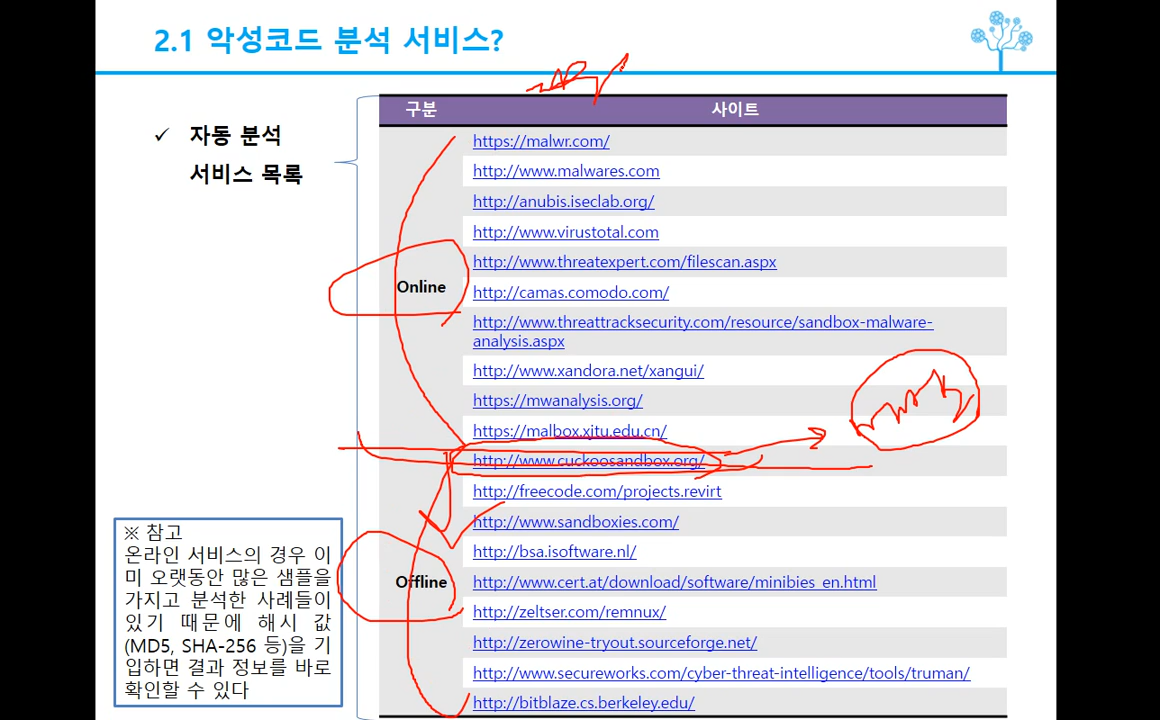 2.1 악성코드 분석 서비스?
✓ 자동 분석
서비스 목록
구분 사이트
Online
https://malwr.com/
http://www.malwares.com
http://anubis.iseclab.org/
http://www.virustotal.com
http://www.threatexpert.com/filescan.aspx
http://camas.comodo.com/
http://www.threattracksecurity.com/resource/sandbox-malware-
analysis.aspx
http://www.xandora.net/xangui/
https://mwanalysis.org/
https://malbox.xjtu.edu.cn/
Offline
http://www.cuckoosandbox.org/
http://freecode.com/projects.revirt
http://www.sandboxies.com/
http://bsa.isoftware.nl/
http://www.cert.at/download/software/minibies_en.html
http://zeltser.com/remnux/
http://zerowine-tryout.sourceforge.net/
http://www.secureworks.com/cyber-threat-intelligence/tools/truman/
http://bitblaze.cs.berkeley.edu/
※ 참고
온라인 서비스의 경우 이
미 오랫동안 많은 샘플을
가지고 분석한 사례들이
있기 때문에 해시 값
(MD5, SHA-256 등)을 기
입하면 결과 정보를 바로
확인할 수 있다